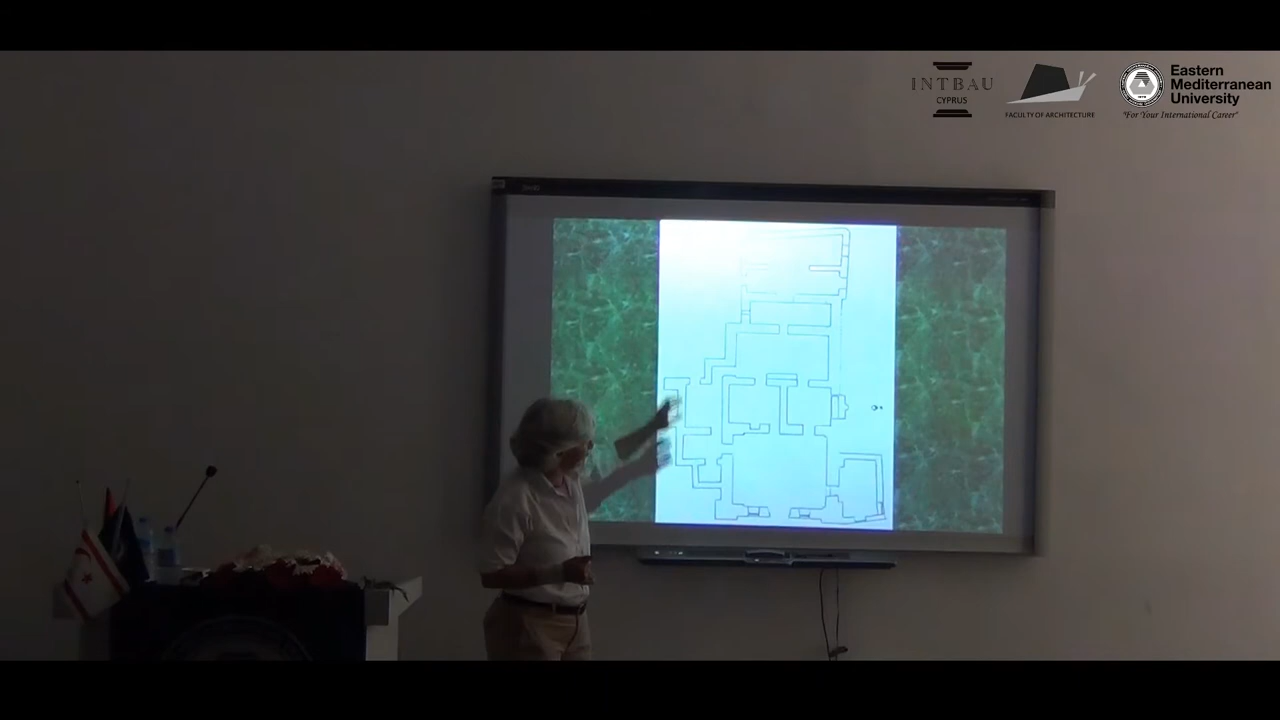 INTBAU
CYPRUS
FACULTY OF ARCHITECTURE
Eastern
Mediterranean
University
"For Your International Career"